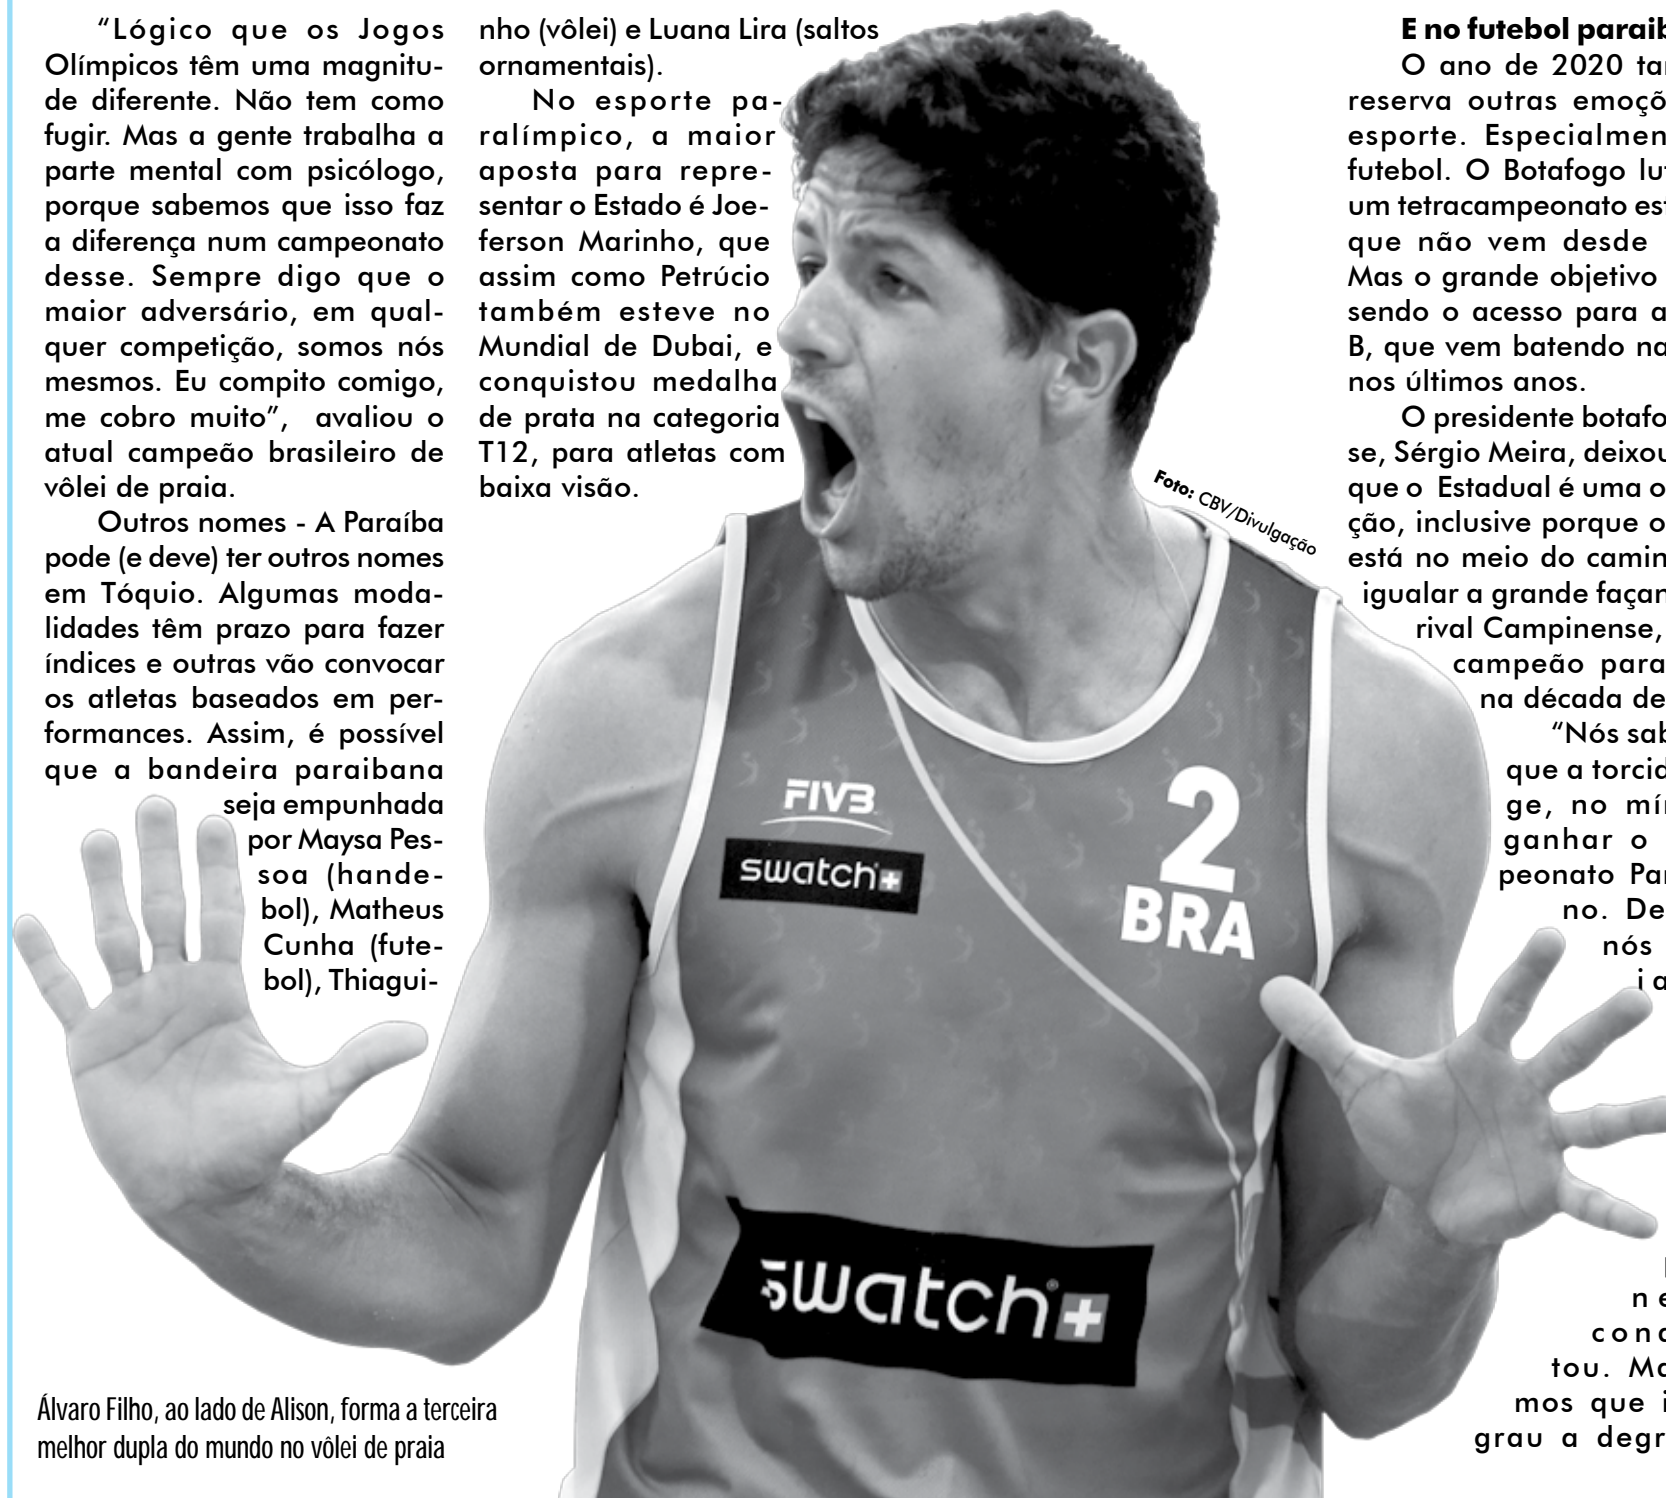 “Lógico que os Jogos
Olímpicos têm uma magnitu-
de diferente. Não tem como
fugir. Mas a gente trabalha a
parte mental com psicólogo,
porque sabemos que isso faz
a diferença num campeonato
desse. Sempre digo que o
maior adversário, em qual-
quer competição, somos nós
mesmos. Eu compito comigo,
me cobro muito”, avaliou o
atual campeão brasileiro de
vôlei de praia.
Outros nomes - A Paraíba
pode (e deve) ter outros nomes
em Tóquio. Algumas moda-
lidades têm prazo para fazer
índices e outras vão convocar
os atletas baseados em per-
formances. Assim, é possível
que a bandeira paraibana
seja empunhada
por Maysa Pes-
soa (hande-
bol), Matheus
Cunha (fute-
bol), Thiagui-
nho (vôlei) e Luana Lira (saltos
ornamentais).
No esporte pa-
ralímpico, a maior
aposta para repre-
sentar o Estado é Joe-
ferson Marinho, que
assim como Petrúcio
também esteve no
Mundial de Dubai, e
conquistou medalha
de prata na categoria
T12, para atletas com
baixa visão.
Foto: CBV/Divulgação
FIVB
swatch
2
BRA
swatch
Álvaro Filho, ao lado de Alison, forma a terceira
melhor dupla do mundo no vôlei de praia
E no futebol
O ano de 2020
reserva outras
esporte.
futebol. O Botafogo
um tetracampeonato
que não vem desde
Mas o grande objetivo
sendo o acesso para a
B, que vem batendo
nos últimos anos.
O presidente
se, Sérgio Meira,
que o Estadual é uma
ção, inclusive porque o
está no meio do
igualar a grande
rival Campinense,
campeão
na década de
“Nós
que a
ge, no
ganhar o
peonato
no.
nós
tou.
mos que
grau a